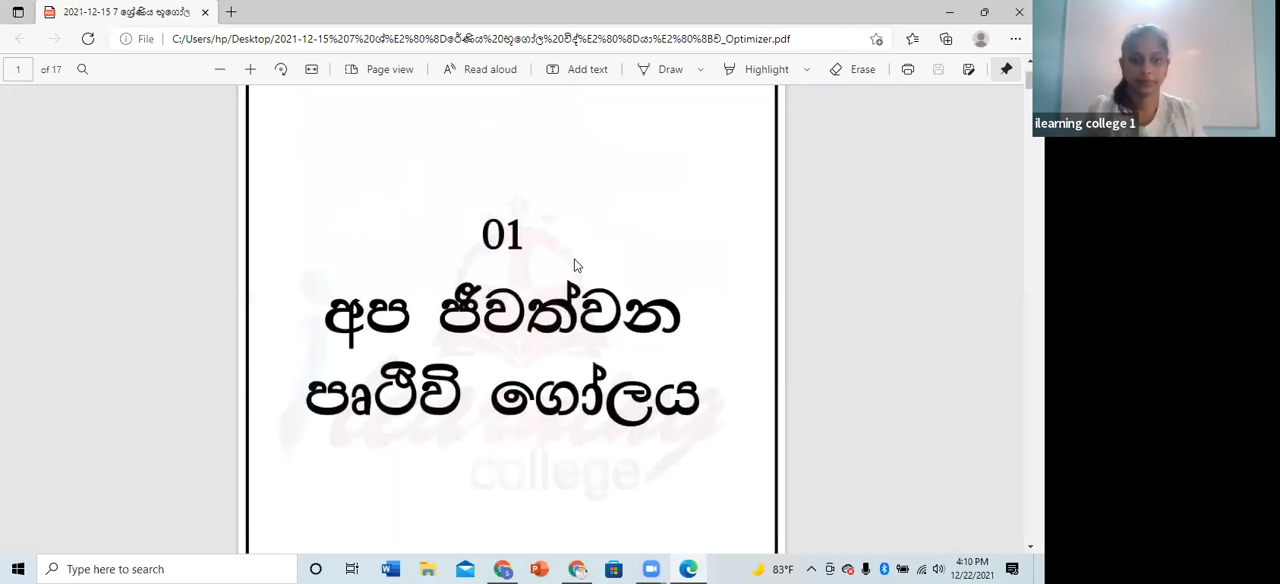 2021-12-15 7 ශ්‍රේණිය භූගෝල
File
C:/Users/hp/Desktop/2021-12-15%207%20ශ්%E2%80%8Dරේණිය%20භූගෝල%20විද්%E2%80%8Dයා%E2%80%8Bව_Optimizer.pdf
1 of 17
Page view
Read aloud
Add text
Draw
Highlight
Erase
ilearning college 1
01
අප ජීවත්වන
පෘථිවි ගෝලය
ilearning
college
Type here to search
83°F
4:10 PM
12/22/2021